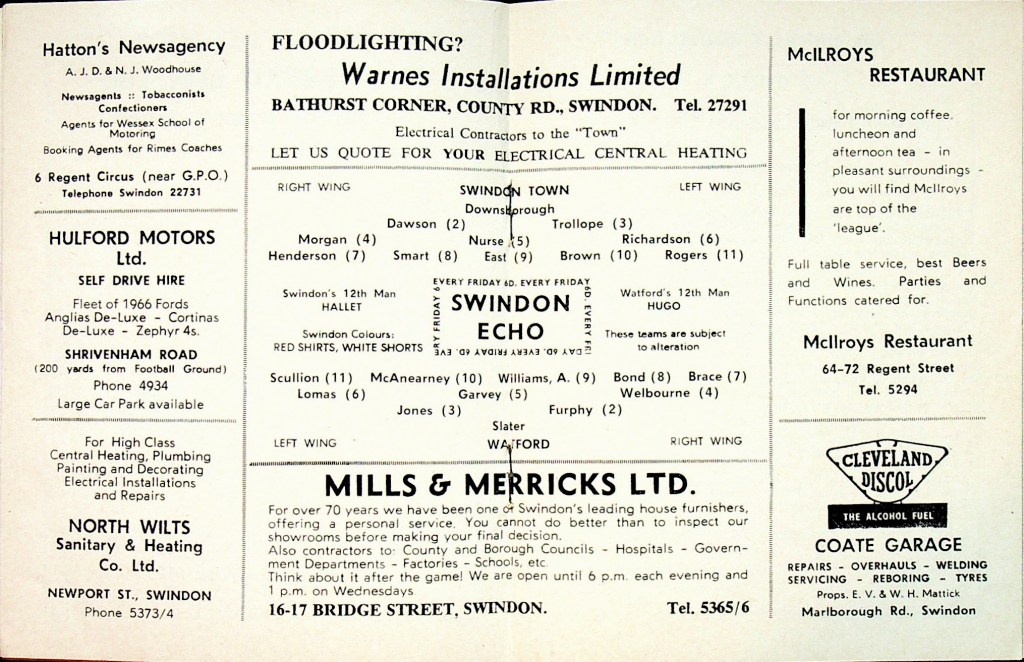 Hatton's Newsagency
A. J. D. & N. J. Woodhouse
Newsagents :: Tobacconists
Confectioners
Agents for Wessex School of
Motoring
Booking Agents for Rimes Coaches
6 Regent Circus (near G.P.O.)
Telephone Swindon 22731
HULFORD MOTORS
Ltd.
SELF DRIVE HIRE
Fleet of 1966 Fords
Anglias De-Luxe - Cortinas
De-Luxe - Zephyr 4s.
SHRIVENHAM ROAD
(200 yards from Football Ground)
Phone 4934
Large Car Park available
For High Class
Central Heating, Plumbing
Painting and Decorating
Electrical Installations
and Repairs
NORTH WILTS
Sanitary & Heating
Co. Ltd.
NEWPORT ST., SWINDON
Phone 5373/4
FLOODLIGHTING?
Warnes Installations Limited
BATHURST CORNER, COUNTY RD., SWINDON. Tel. 27291
Electrical Contractors to the "Town"
LET US QUOTE FOR YOUR ELECTRICAL CENTRAL HEATING
RIGHT WING SWINDON TOWN LEFT WING
Downsborough
Dawson (2) Trollope (3)
Morgan (4) Nurse (5) Richardson (6)
Henderson (7) Smart (8) East (9) Brown (10) Rogers (11)
Swindon's 12th Man
HALLET
Swindon Colours:
RED SHIRTS, WHITE SHORTS
EVERY FRIDAY 6D. EVERY FRIDAY
6D. EVERY FRI
DAY 6D. EVERY FRIDAY 6D. EVE
RY FRIDAY 6
SWINDON
ECHO
Watford's 12th Man
HUGO
These teams are subject
to alteration
Scullion (11) McAnearney (10) Williams, A. (9) Bond (8) Brace (7)
Lomas (6) Garvey (5) Welbourne (4)
Jones (3) Furphy (2)
Slater
LEFT WING WATFORD RIGHT WING
MILLS & MERRICKS LTD.
For over 70 years we have been one of Swindon's leading house furnishers,
offering a personal service. You cannot do better than to inspect our
showrooms before making your final decision.
Also contractors to: County and Borough Councils - Hospitals - Govern-
ment Departments - Factories - Schools, etc.
Think about it after the game! We are open until 6 p.m. each evening and
1 p.m. on Wednesdays
16-17 BRIDGE STREET, SWINDON. Tel. 5365/6
McILROYS
RESTAURANT
for morning coffee,
luncheon and
afternoon tea - in
pleasant surroundings -
you will find McIlroys
are top of the
'league'.
Full table service, best Beers
and Wines. Parties and
Functions catered for.
McIlroys Restaurant
64-72 Regent Street
Tel. 5294
CLEVELAND
DISCOL
THE ALCOHOL FUEL
COATE GARAGE
REPAIRS - OVERHAULS - WELDING
SERVICING - REBORING - TYRES
Props. E. V. & W. H. Mattick
Marlborough Rd., Swindon